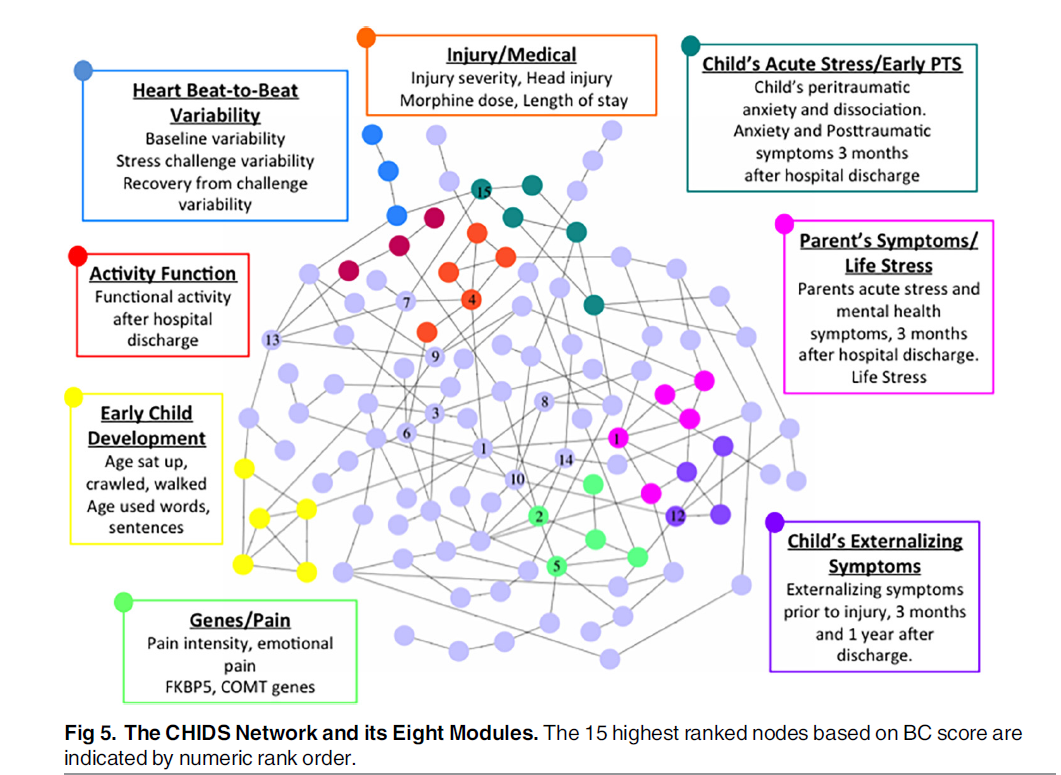 Injury/Medical
Injury severity, Head injury
Morphine dose, Length of stay
Child's Acute Stress/Early PTS
Child's peritraumatic
anxiety and dissociation.
Anxiety and Posttraumatic
symptoms 3 months
after hospital discharge
Heart Beat-to-Beat
Variability
Baseline variability
Stress challenge variability
Recovery from challenge
variability
Parent's Symptoms/
Life Stress
Parents acute stress and
mental health
symptoms, 3 months
after hospital discharge.
Life Stress
Activity Function
Functional activity
after hospital
discharge
Early Child
Development
Age sat up,
crawled, walked
Age used words,
sentences
Child's Externalizing
Symptoms
Externalizing symptoms
prior to injury, 3 months
and 1 year after
discharge.
Genes/Pain
Pain intensity, emotional
pain
FKBP5, COMT genes
15
7
4
13
9
8
3
6
1
1
14
10
2
12
5
Fig 5. The CHIDS Network and its Eight Modules. The 15 highest ranked nodes based on BC score are
indicated by numeric rank order.